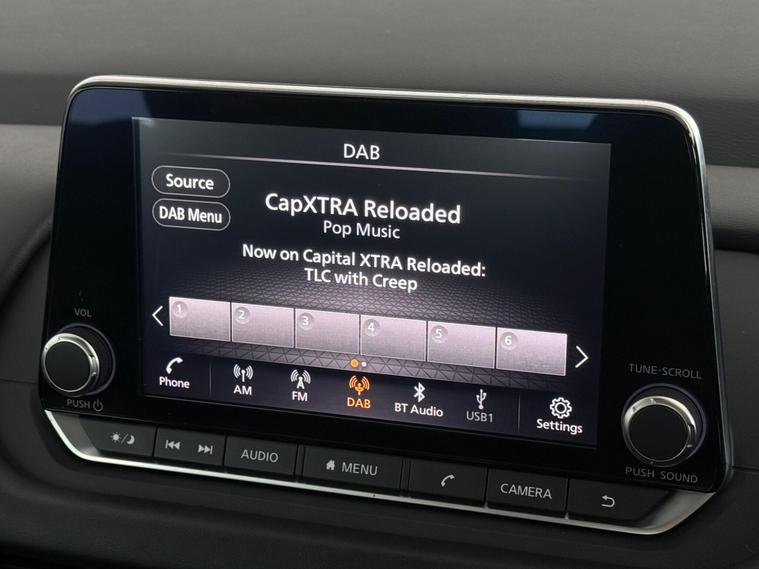 DAB
Source
CapXTRA Reloaded
DAB Menu
Pop Music
Now on Capital XTRA Reloaded:
TLC with Creep
1 2 3 4 5 6
Phone AM FM DAB BT Audio USB1 Settings
VOL
PUSH
TUNE·SCROLL
PUSH SOUND
AUDIO MENU CAMERA